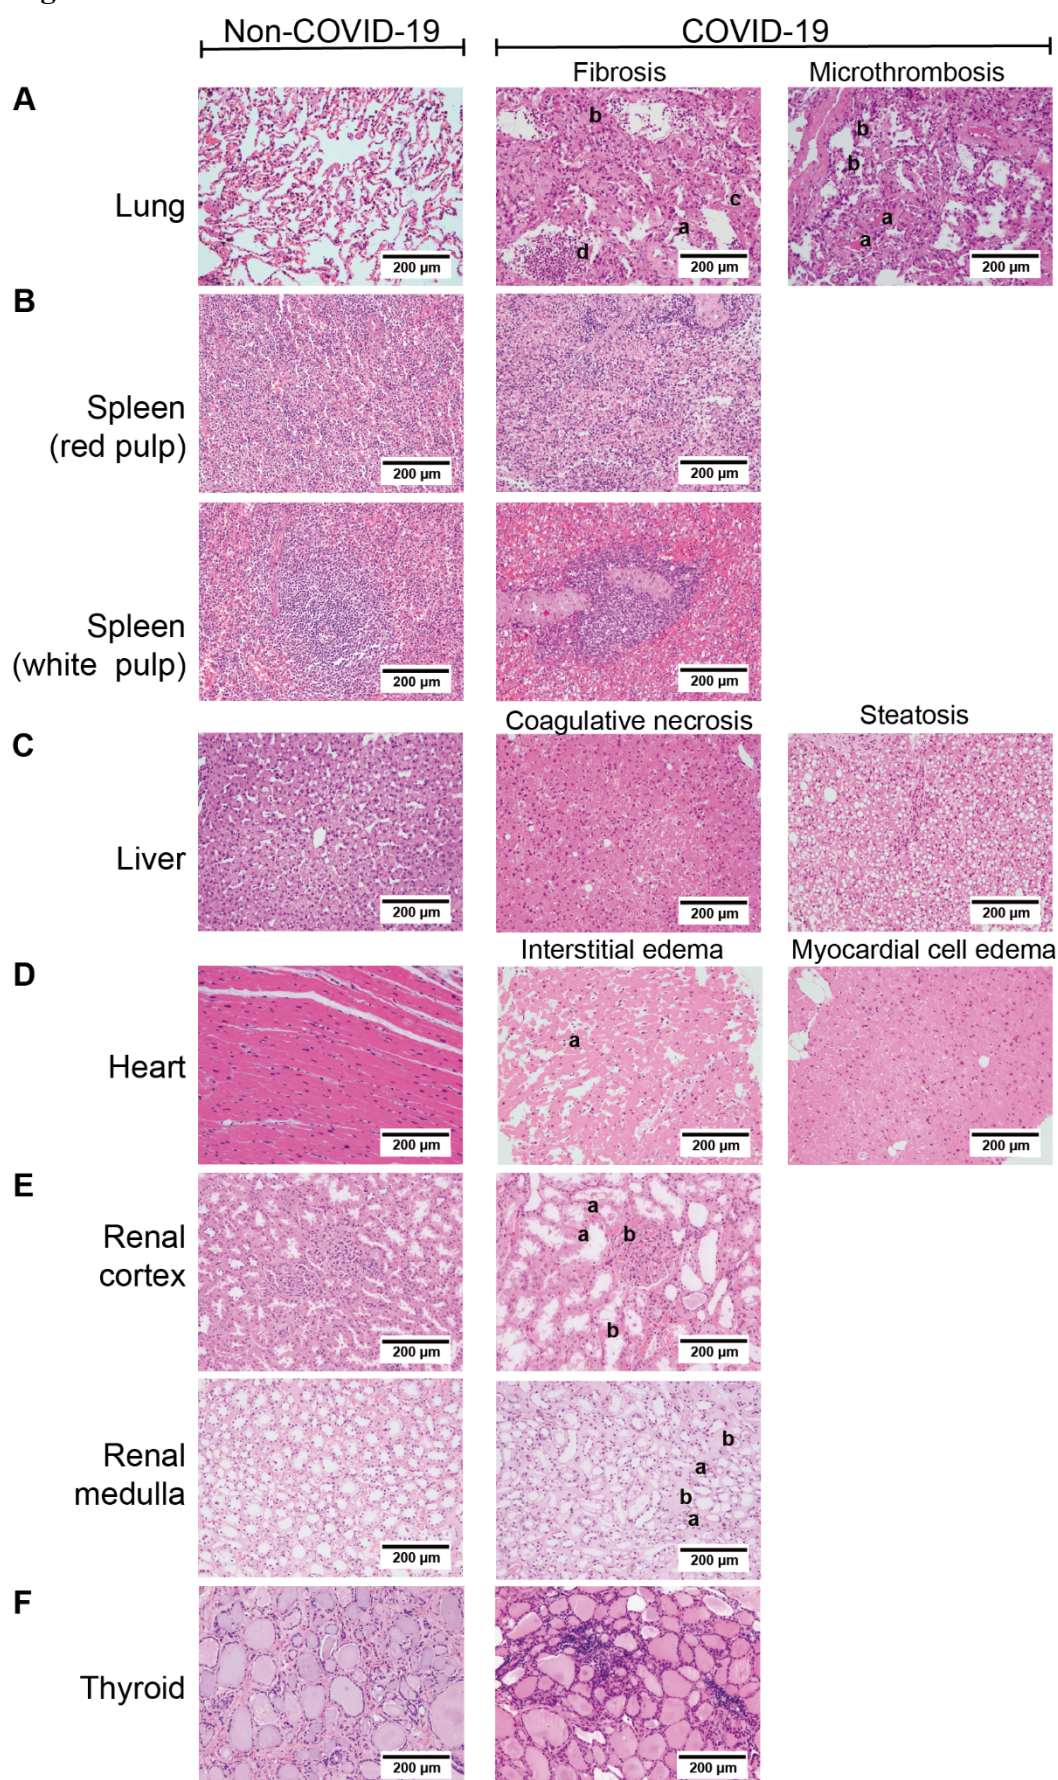 Non-COVID-19 COVID-19
Fibrosis Microthrombosis
A
Lung
b
c
a
d
200 µm
b
b
a
a
200 µm
200 µm
B
Spleen
(red pulp)
200 µm
200 µm
Spleen
(white pulp)
200 µm
200 µm
Coagulative necrosis Steatosis
C
Liver
200 µm
200 µm
200 µm
Interstitial edema Myocardial cell edema
D
Heart
a
200 µm
200 µm
200 µm
E
Renal
cortex
a
a b
b
200 µm
200 µm
Renal
medulla
b
a
b
a
200 µm
200 µm
F
Thyroid
200 µm
200 µm